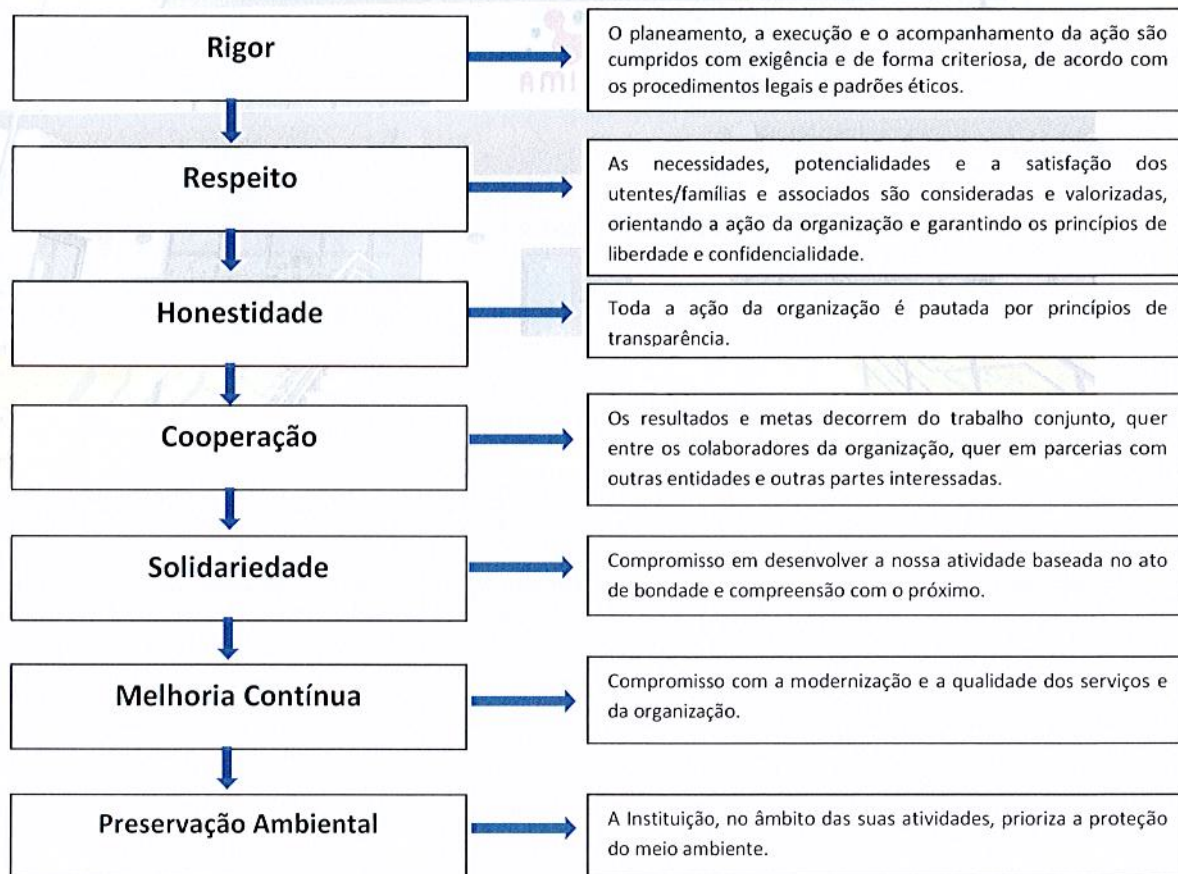 Rigor
O planeamento, a execução e o acompanhamento da ação são
cumpridos com exigência e de forma criteriosa, de acordo com
os procedimentos legais e padrões éticos.
Respeito
As necessidades, potencialidades e a satisfação dos
utentes/famílias e associados são consideradas e valorizadas,
orientando a ação da organização e garantindo os princípios de
liberdade e confidencialidade.
Honestidade
Toda a ação da organização é pautada por princípios de
transparência.
Cooperação
Os resultados e metas decorrem do trabalho conjunto, quer
entre os colaboradores da organização, quer em parcerias com
outras entidades e outras partes interessadas.
Solidariedade
Compromisso em desenvolver a nossa atividade baseada no ato
de bondade e compreensão com o próximo.
Melhoria Contínua
Compromisso com a modernização e a qualidade dos serviços e
da organização.
Preservação Ambiental
A Instituição, no âmbito das suas atividades, prioriza a proteção
do meio ambiente.